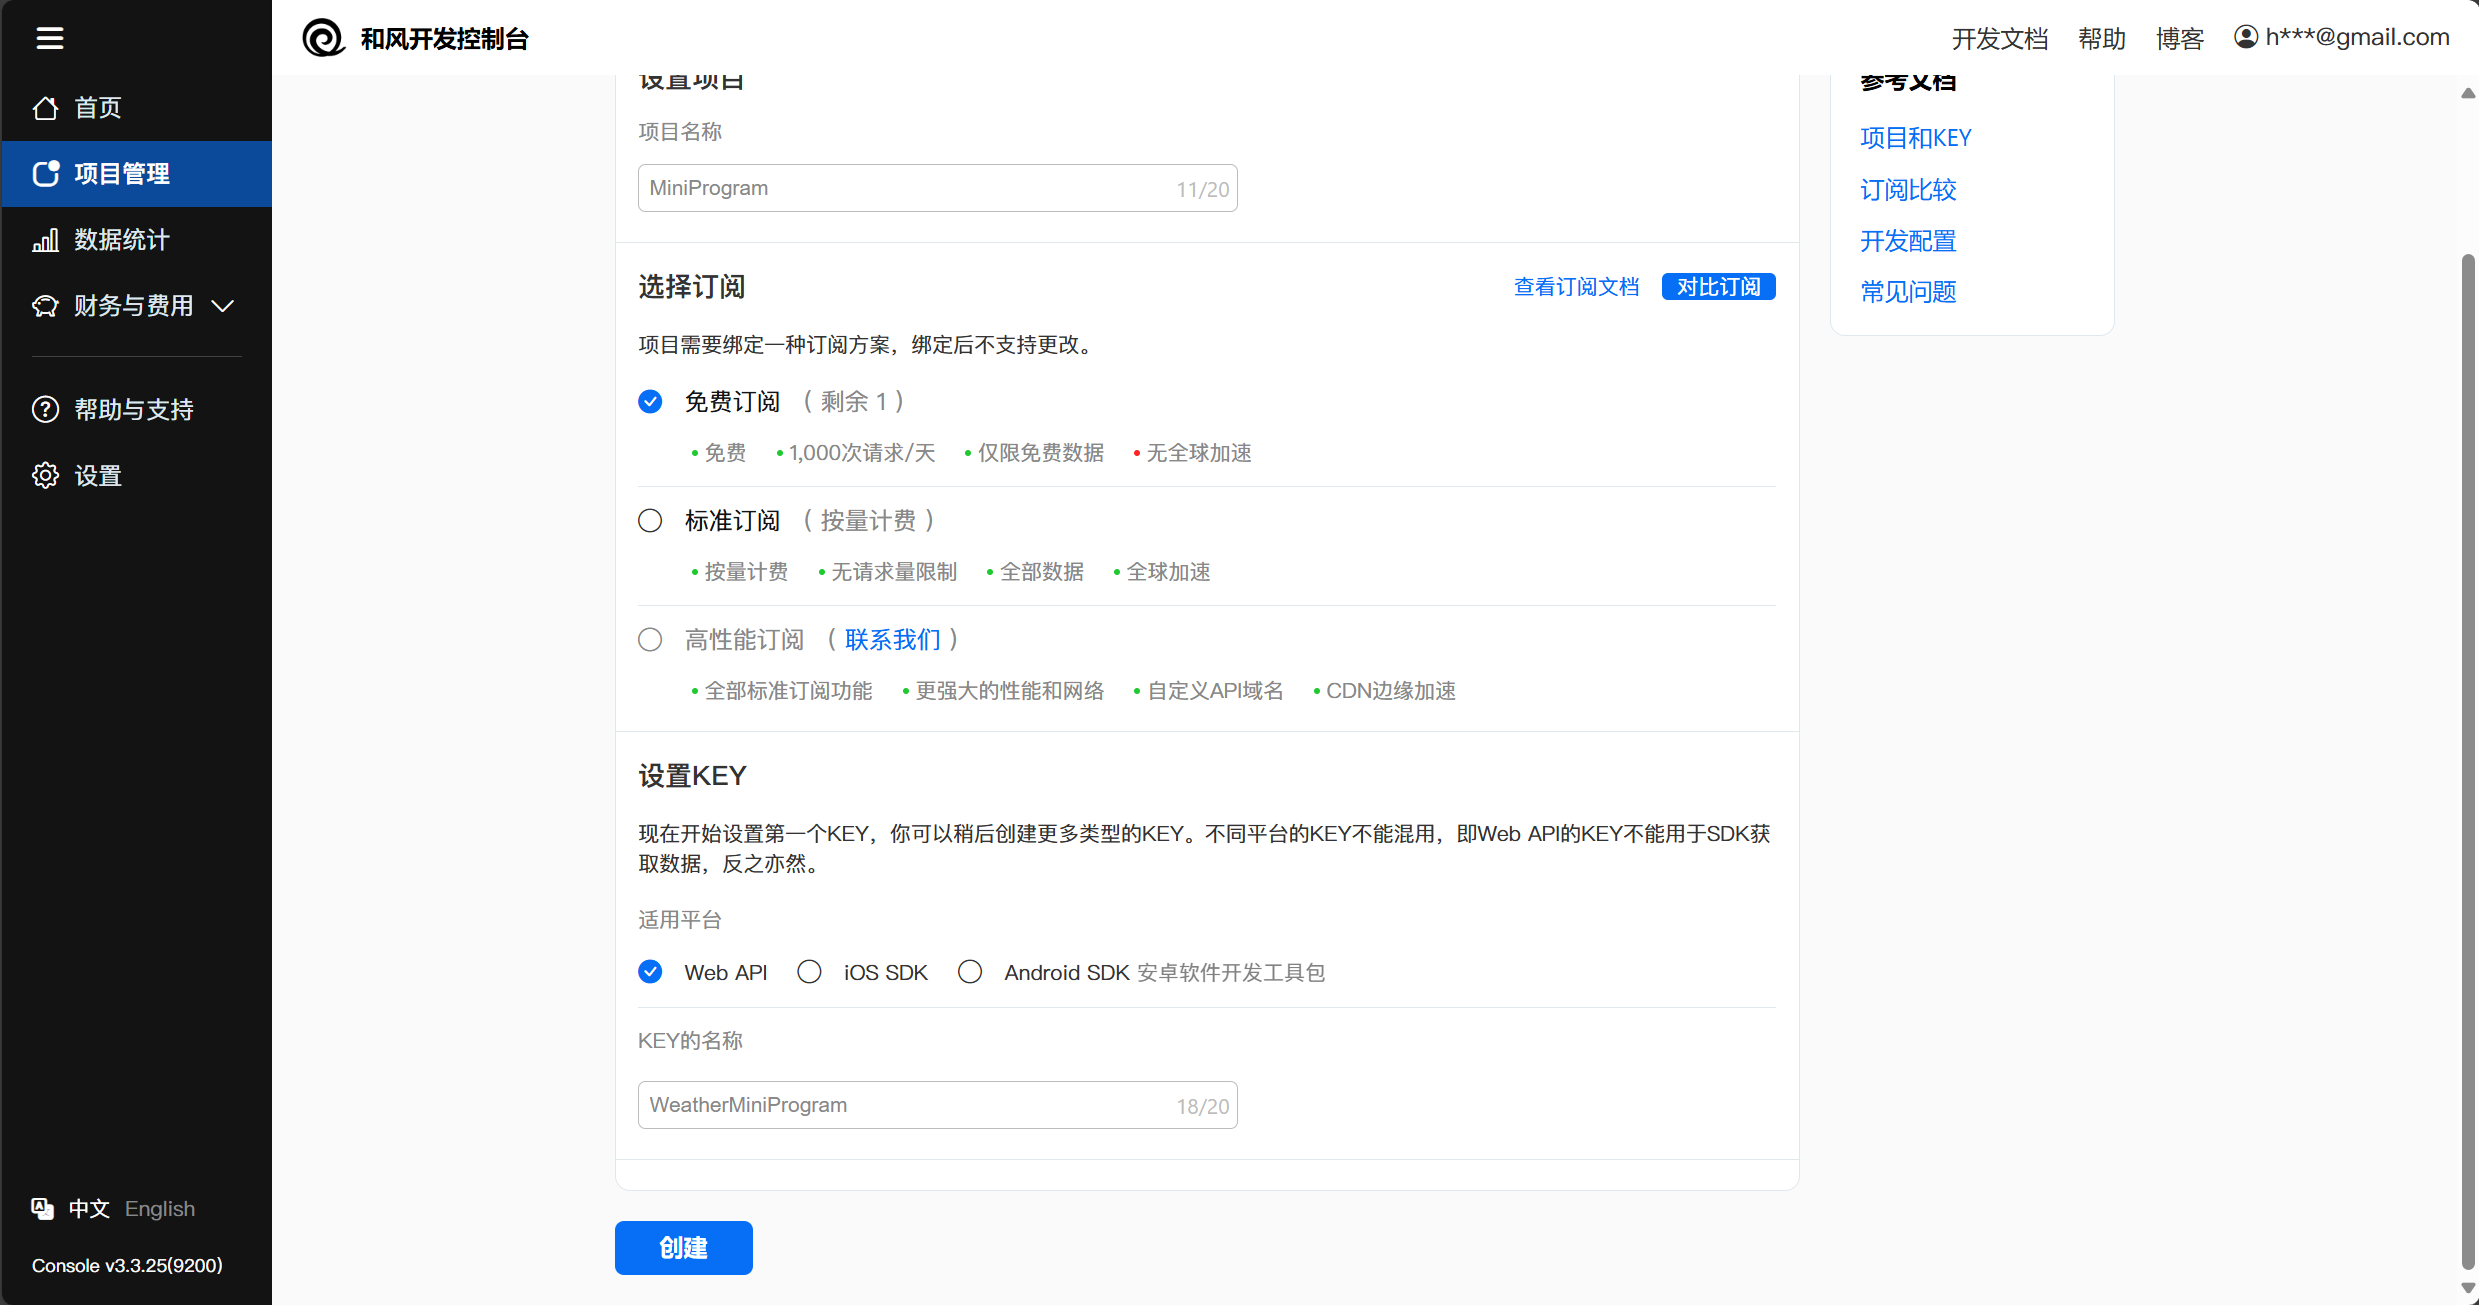 和风开发控制台
开发文档
帮助
博客
h***@gmail.com
首页
项目管理
数据统计
财务与费用
帮助与支持
设置
中文 English
Console v3.3.25(9200)
设置项目
项目名称
MiniProgram 11/20
选择订阅
查看订阅文档 对比订阅
项目需要绑定一种订阅方案，绑定后不支持更改。
免费订阅 （ 剩余 1 ）
• 免费 • 1,000次请求/天 • 仅限免费数据 • 无全球加速
标准订阅 （ 按量计费 ）
• 按量计费 • 无请求量限制 • 全部数据 • 全球加速
高性能订阅 （ 联系我们 ）
• 全部标准订阅功能 • 更强大的性能和网络 • 自定义API域名 • CDN边缘加速
设置KEY
现在开始设置第一个KEY，你可以稍后创建更多类型的KEY。不同平台的KEY不能混用，即Web API的KEY不能用于SDK获
取数据，反之亦然。
适用平台
Web API iOS SDK Android SDK 安卓软件开发工具包
KEY的名称
WeatherMiniProgram 18/20
创建
参考文档
项目和KEY
订阅比较
开发配置
常见问题